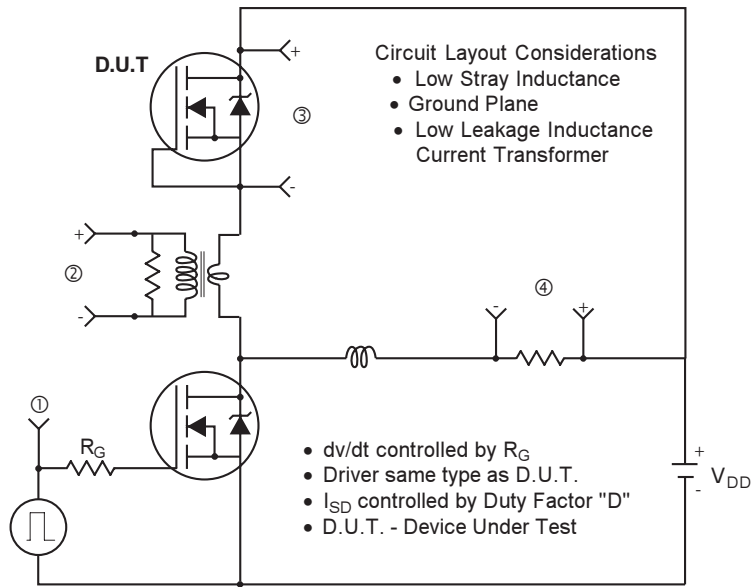 D.U.T
+
Circuit Layout Considerations
• Low Stray Inductance
③
• Ground Plane
• Low Leakage Inductance
Current Transformer
-
+
②
-
④
- +
①
R_G
• dv/dt controlled by R_G
• Driver same type as D.U.T.
• I_SD controlled by Duty Factor "D"
• D.U.T. - Device Under Test
+
V_DD
-